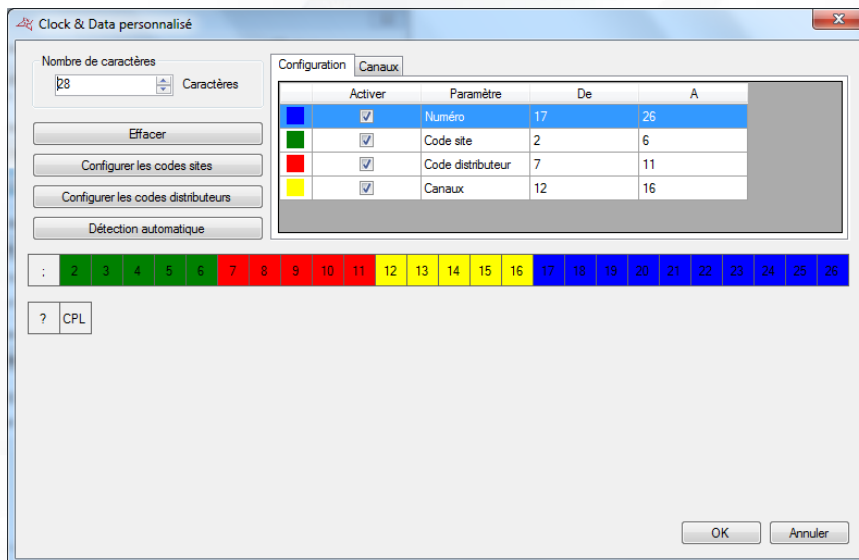 Clock & Data personnalisé
Nombre de caractères
28 Caractères
Effacer
Configurer les codes sites
Configurer les codes distributeurs
Détection automatique
Configuration Canaux
Activer Paramètre De A
Numéro 17 26
Code site 2 6
Code distributeur 7 11
Canaux 12 16
; 2 3 4 5 6 7 8 9 10 11 12 13 14 15 16 17 18 19 20 21 22 23 24 25 26
? CPL
OK Annuler